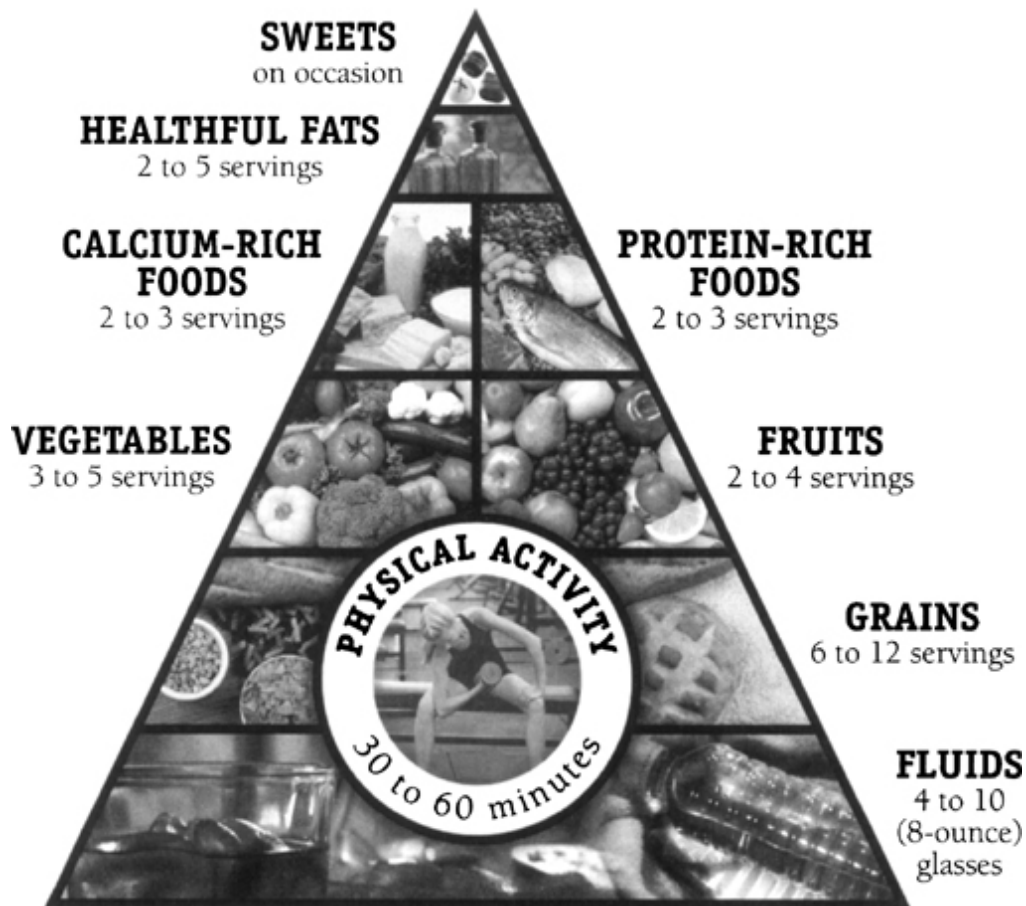 SWEETS
on occasion
HEALTHFUL FATS
2 to 5 servings
CALCIUM-RICH
FOODS
2 to 3 servings
PROTEIN-RICH
FOODS
2 to 3 servings
VEGETABLES
3 to 5 servings
FRUITS
2 to 4 servings
PHYSICAL ACTIVITY
30 to 60 minutes
GRAINS
6 to 12 servings
FLUIDS
4 to 10
(8-ounce)
glasses